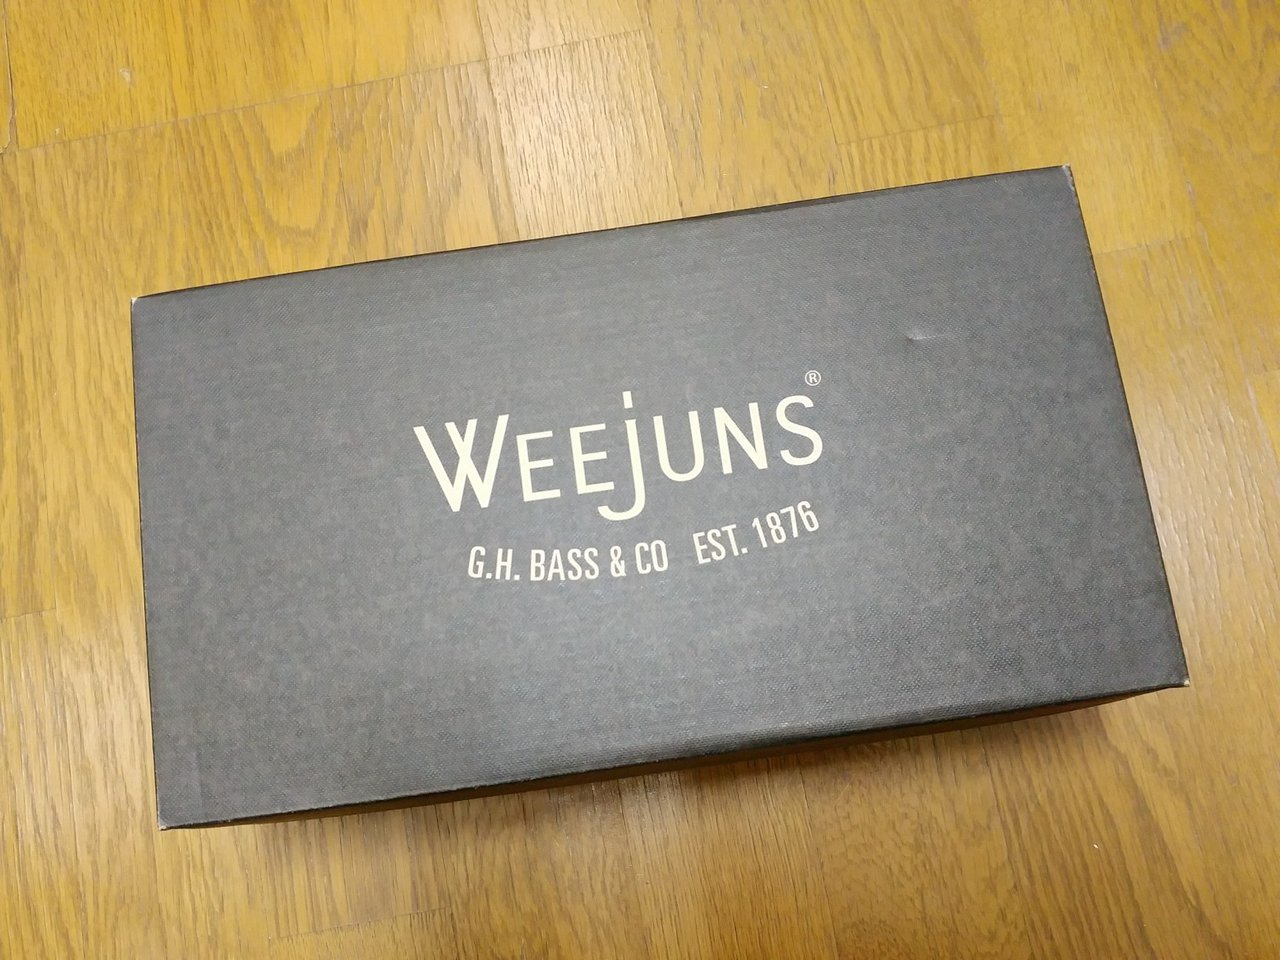 WEEJUNS®
G.H. BASS & CO EST. 1876